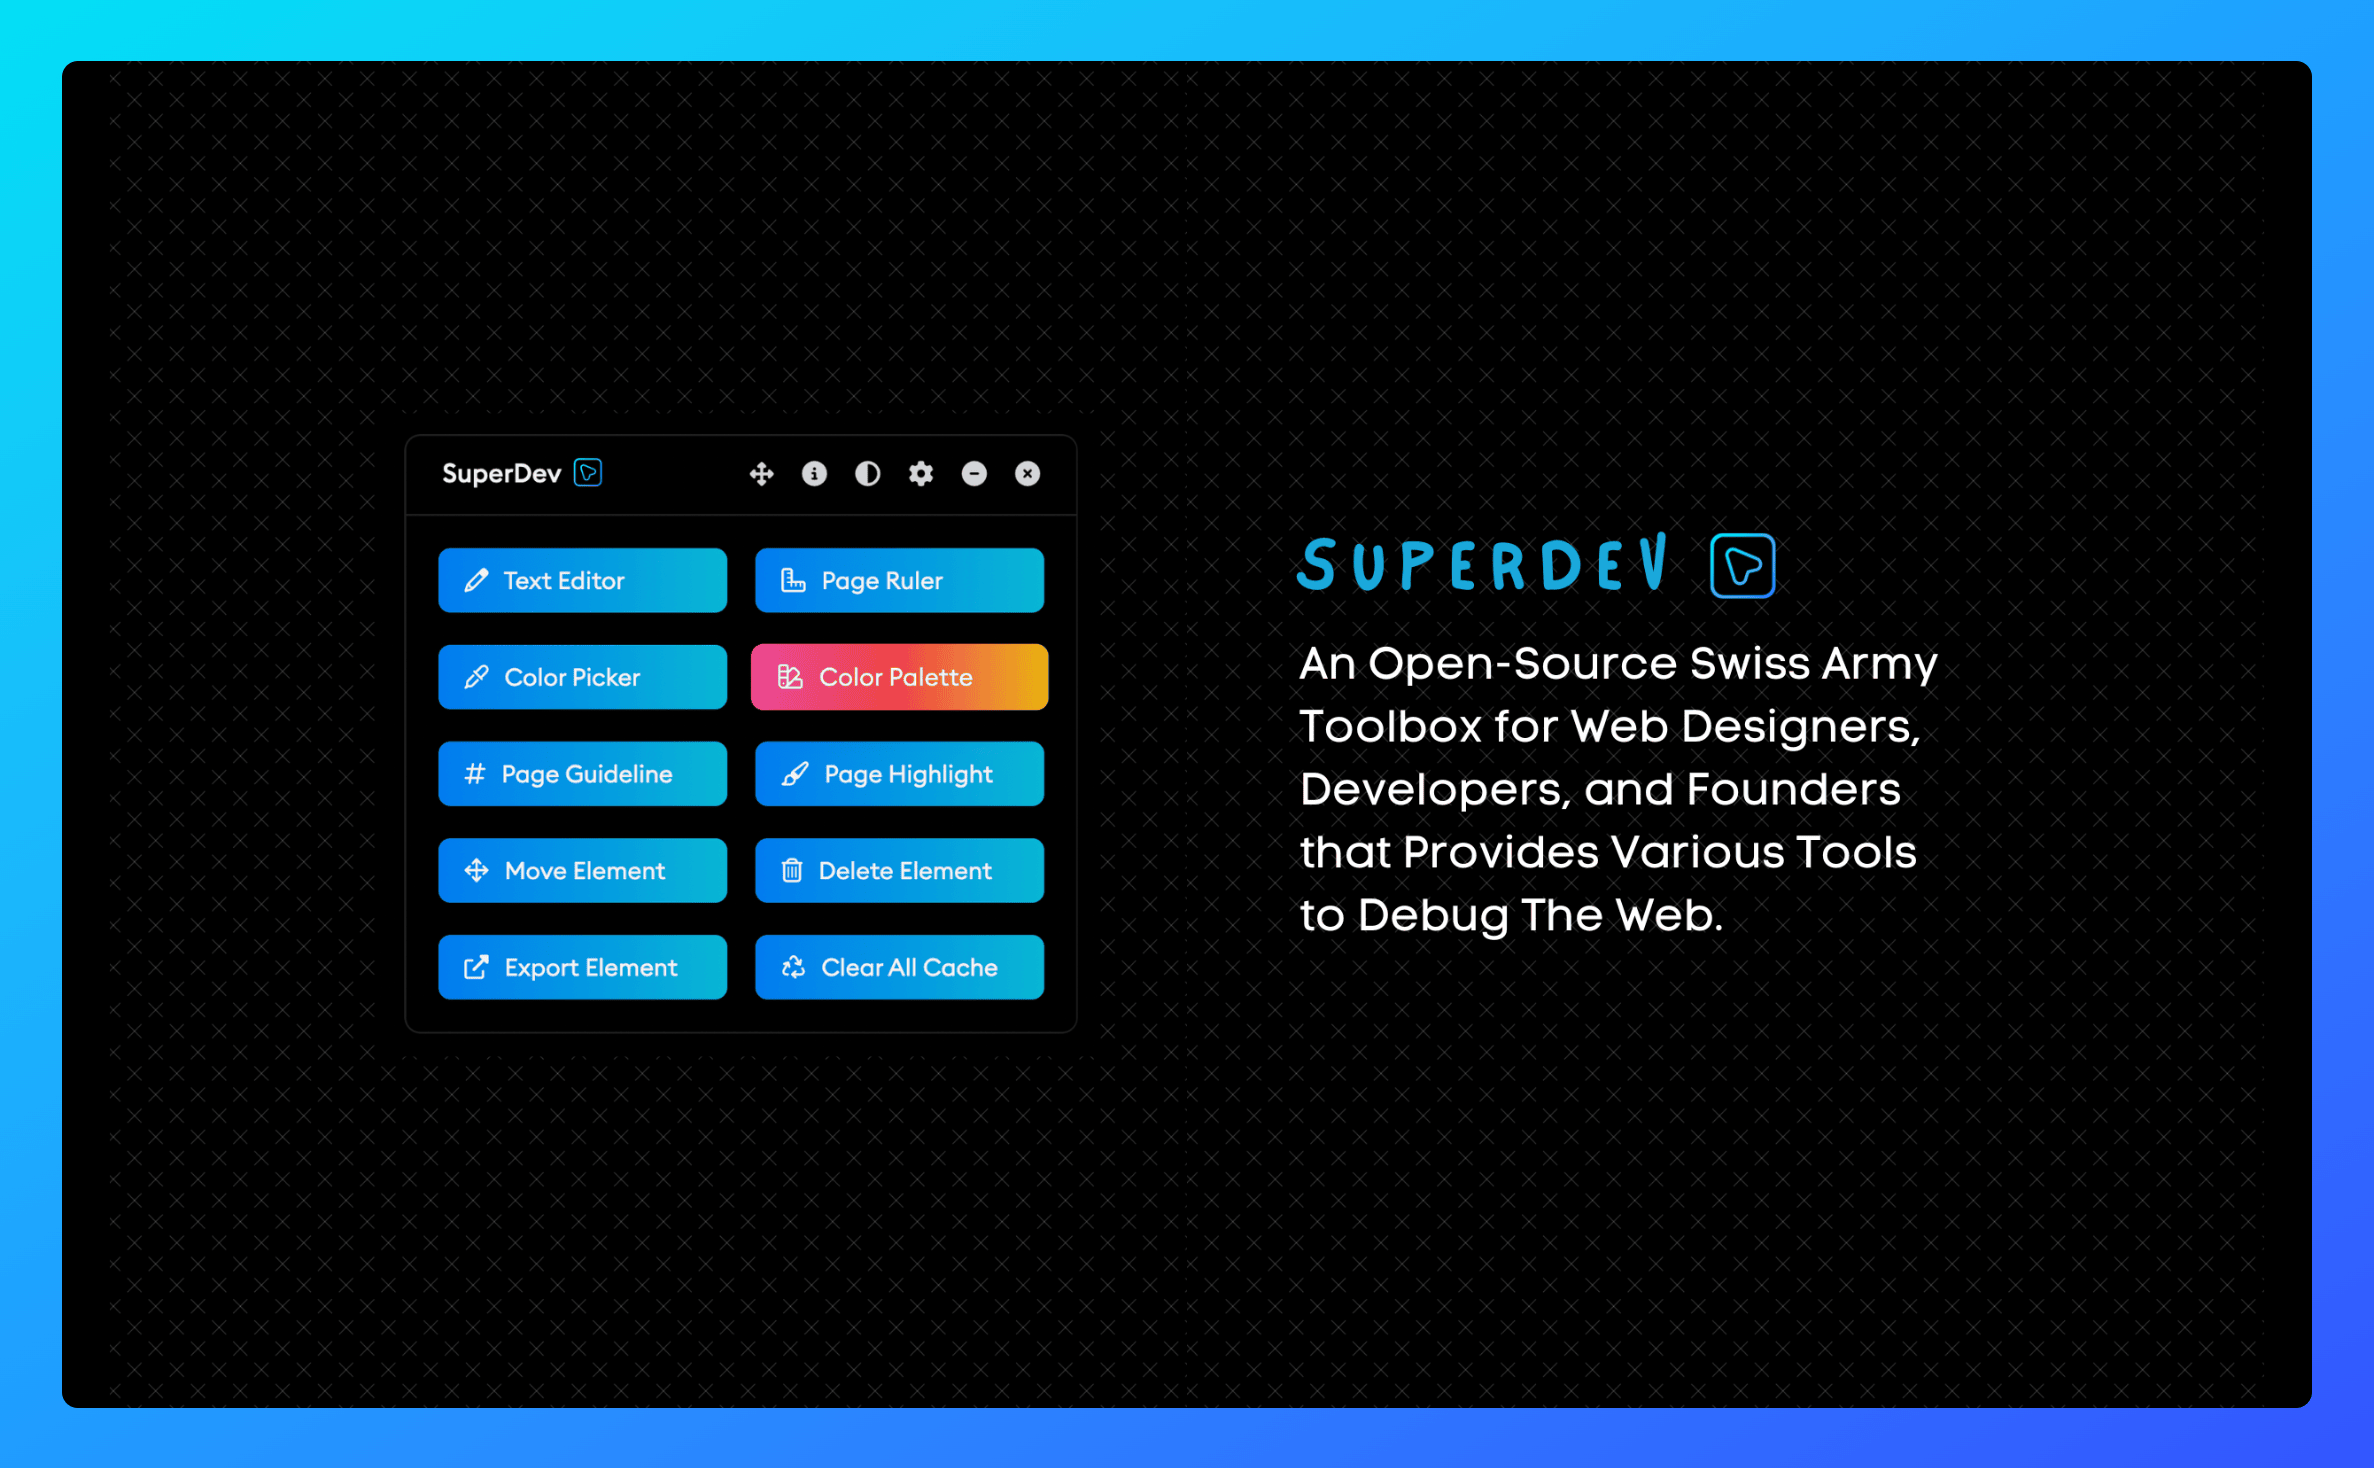 SuperDev
Text Editor
Page Ruler
Color Picker
Color Palette
Page Guideline
Page Highlight
Move Element
Delete Element
Export Element
Clear All Cache
SUPERDEV
An Open-Source Swiss Army
Toolbox for Web Designers,
Developers, and Founders
that Provides Various Tools
to Debug The Web.